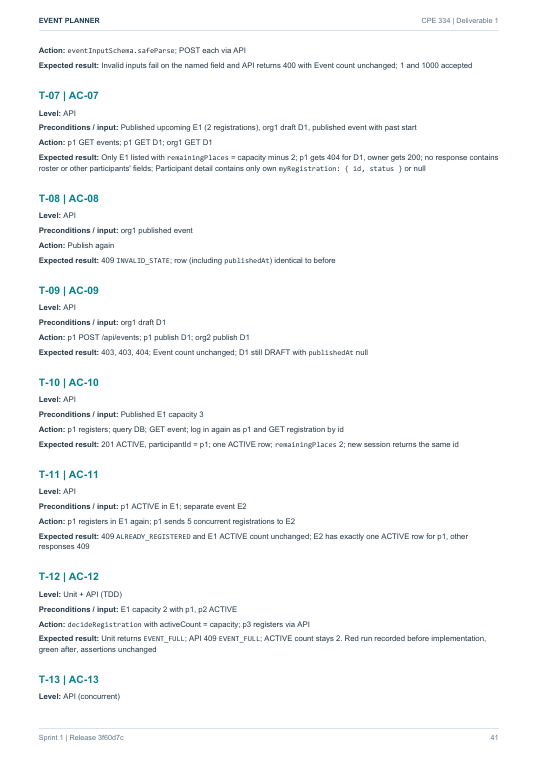 EVENT PLANNER
CPE 334 | Deliverable 1
Action: eventInputSchema.safeParse; POST each via API
Expected result: Invalid inputs fail on the named field and API returns 400 with Event count unchanged; 1 and 1000 accepted
T-07 | AC-07
Level: API
Preconditions / input: Published upcoming E1 (2 registrations), org1 draft D1, published event with past start
Action: p1 GET events; p1 GET D1; org1 GET D1
Expected result: Only E1 listed with remainingPlaces = capacity minus 2; p1 gets 404 for D1, owner gets 200; no response contains
roster or other participants' fields; Participant detail contains only own myRegistration: { id, status } or null
T-08 | AC-08
Level: API
Preconditions / input: org1 published event
Action: Publish again
Expected result: 409 INVALID_STATE; row (including publishedAt) identical to before
T-09 | AC-09
Level: API
Preconditions / input: org1 draft D1
Action: p1 POST /api/events; p1 publish D1; org2 publish D1
Expected result: 403, 403, 404; Event count unchanged; D1 still DRAFT with publishedAt null
T-10 | AC-10
Level: API
Preconditions / input: Published E1 capacity 3
Action: p1 registers; query DB; GET event; log in again as p1 and GET registration by id
Expected result: 201 ACTIVE, participantId = p1; one ACTIVE row; remainingPlaces 2; new session returns the same id
T-11 | AC-11
Level: API
Preconditions / input: p1 ACTIVE in E1; separate event E2
Action: p1 registers in E1 again; p1 sends 5 concurrent registrations to E2
Expected result: 409 ALREADY_REGISTERED and E1 ACTIVE count unchanged; E2 has exactly one ACTIVE row for p1, other
responses 409
T-12 | AC-12
Level: Unit + API (TDD)
Preconditions / input: E1 capacity 2 with p1, p2 ACTIVE
Action: decideRegistration with activeCount = capacity; p3 registers via API
Expected result: Unit returns EVENT_FULL; API 409 EVENT_FULL; ACTIVE count stays 2. Red run recorded before implementation,
green after, assertions unchanged
T-13 | AC-13
Level: API (concurrent)
Sprint 1 | Release 3f60d7c
41